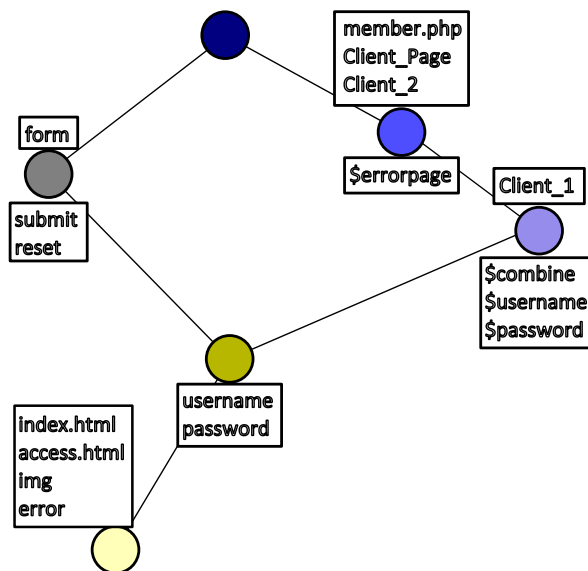 member.php
Client_Page
Client_2
form
$errorpage
Client_1
submit
reset
$combine
$username
$password
username
password
index.html
access.html
img
error